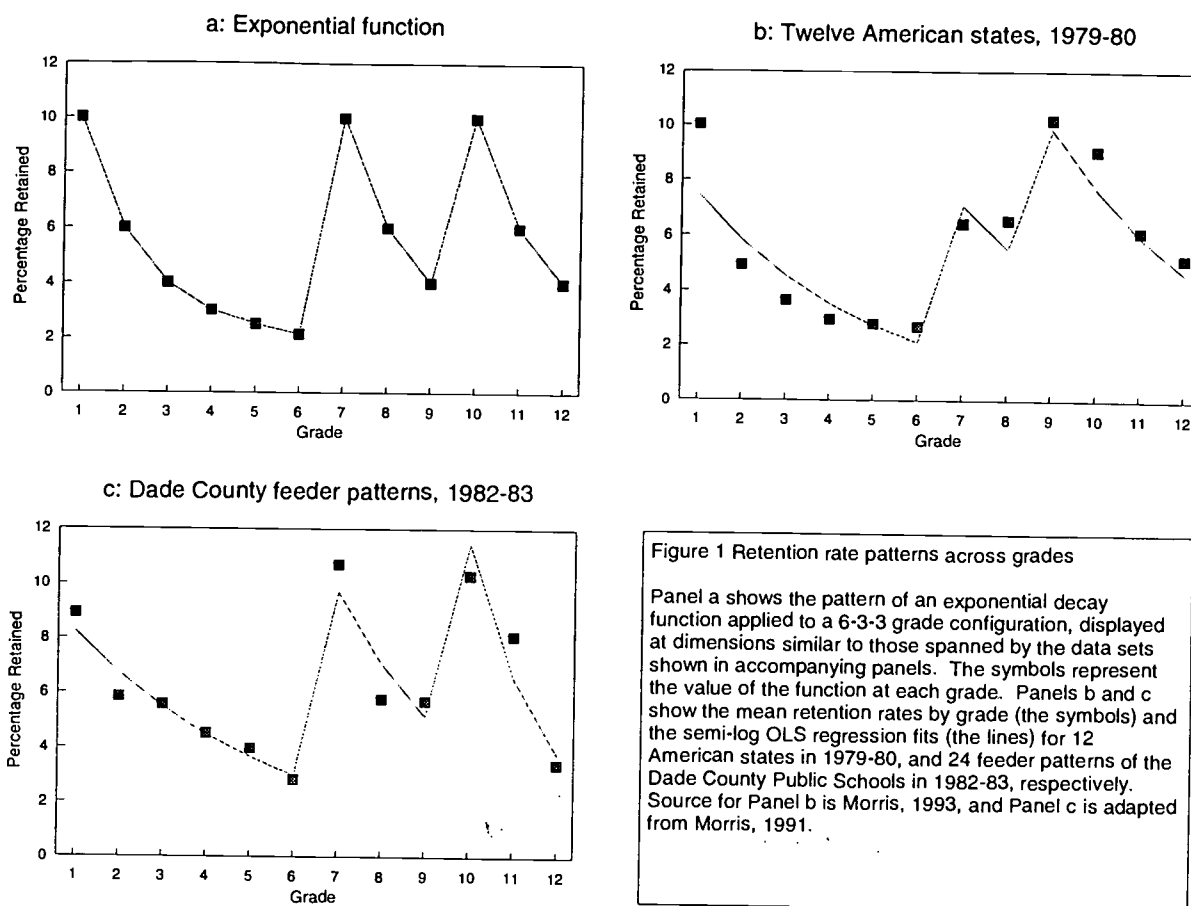 a: Exponential function
12
10
8
6
4
2
0
Percentage Retained
1 2 3 4 5 6 7 8 9 10 11 12
Grade
b: Twelve American states, 1979-80
12
10
8
6
4
2
0
Percentage Retained
1 2 3 4 5 6 7 8 9 10 11 12
Grade
c: Dade County feeder patterns, 1982-83
12
10
8
6
4
2
0
Percentage Retained
1 2 3 4 5 6 7 8 9 10 11 12
Grade
Figure 1 Retention rate patterns across grades
Panel a shows the pattern of an exponential decay
function applied to a 6-3-3 grade configuration, displayed
at dimensions similar to those spanned by the data sets
shown in accompanying panels. The symbols represent
the value of the function at each grade. Panels b and c
show the mean retention rates by grade (the symbols) and
the semi-log OLS regression fits (the lines) for 12
American states in 1979-80, and 24 feeder patterns of the
Dade County Public Schools in 1982-83, respectively.
Source for Panel b is Morris, 1993, and Panel c is adapted
from Morris, 1991.